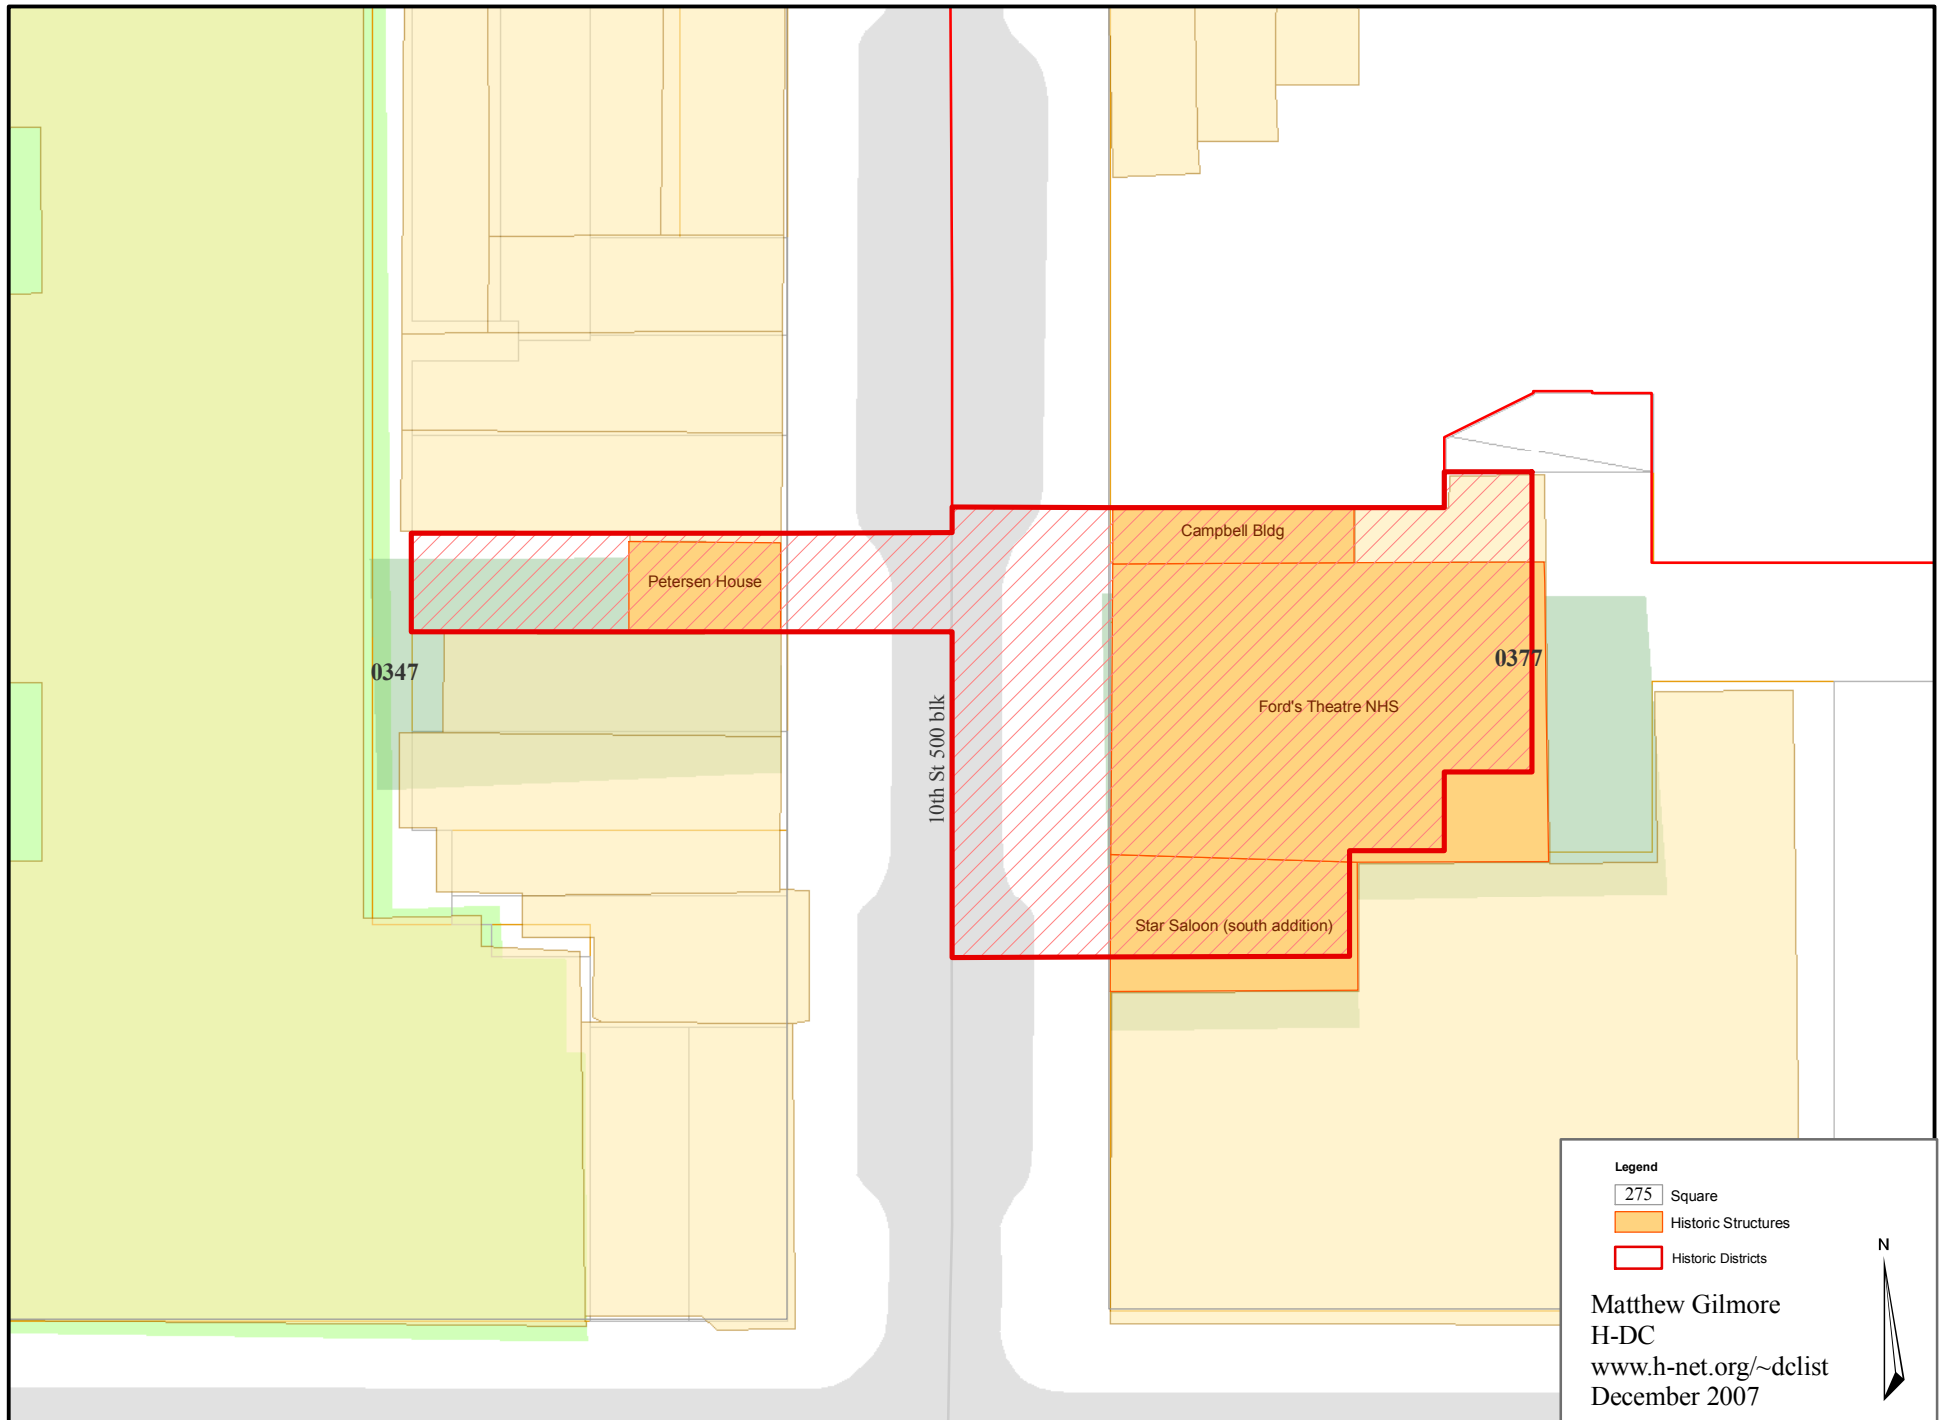 Campbell Bldg
Petersen House
0347
0377
Ford's Theatre NHS
10th St 500 blk
Star Saloon (south addition)
Legend
275 Square
Historic Structures
Historic Districts
N
Matthew Gilmore
H-DC
www.h-net.org/~dclist
December 2007